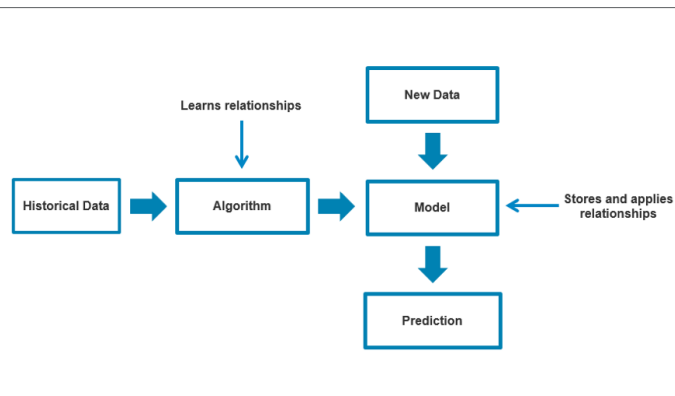 New Data
Learns relationships
Historical Data
Algorithm
Model
Stores and applies
relationships
Prediction